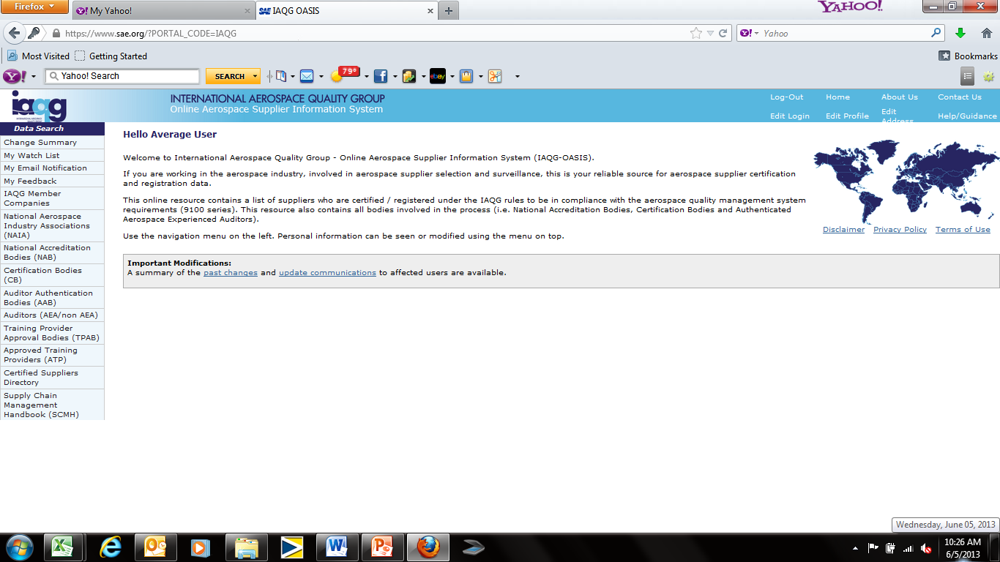 Firefox
My Yahoo!
IAQG OASIS
YAHOO!
https://www.sae.org/?PORTAL_CODE=IAQG
Yahoo
Most Visited
Getting Started
Bookmarks
Yahoo! Search
SEARCH
79°
ebay
iaqg
INTERNATIONAL AEROSPACE QUALITY GROUP
Online Aerospace Supplier Information System
Log-Out Home About Us Contact Us
Edit Login Edit Profile Edit Address Help/Guidance
Data Search
Change Summary
My Watch List
My Email Notification
My Feedback
IAQG Member
Companies
National Aerospace
Industry Associations
(NAIA)
National Accreditation
Bodies (NAB)
Certification Bodies
(CB)
Auditor Authentication
Bodies (AAB)
Auditors (AEA/non AEA)
Training Provider
Approval Bodies (TPAB)
Approved Training
Providers (ATP)
Certified Suppliers
Directory
Supply Chain
Management
Handbook (SCMH)
Hello Average User
Welcome to International Aerospace Quality Group - Online Aerospace Supplier Information System (IAQG-OASIS).
If you are working in the aerospace industry, involved in aerospace supplier selection and surveillance, this is your reliable source for aerospace supplier certification
and registration data.
This online resource contains a list of suppliers who are certified / registered under the IAQG rules to be in compliance with the aerospace quality management system
requirements (9100 series). This resource also contains all bodies involved in the process (i.e. National Accreditation Bodies, Certification Bodies and Authenticated
Aerospace Experienced Auditors).
Use the navigation menu on the left. Personal information can be seen or modified using the menu on top.
Disclaimer Privacy Policy Terms of Use
Important Modifications:
A summary of the past changes and update communications to affected users are available.
Wednesday, June 05, 2013
10:26 AM
6/5/2013